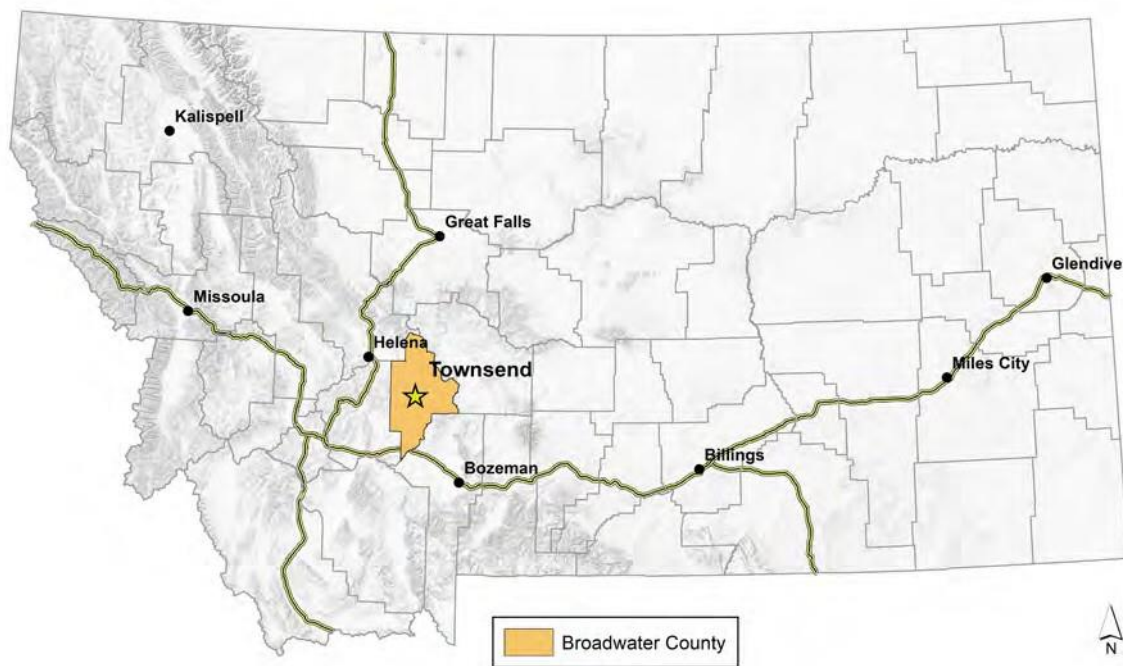 Kalispell
Great Falls
Glendive
Missoula
Helena
Townsend
Miles City
Billings
Bozeman
Broadwater County
N